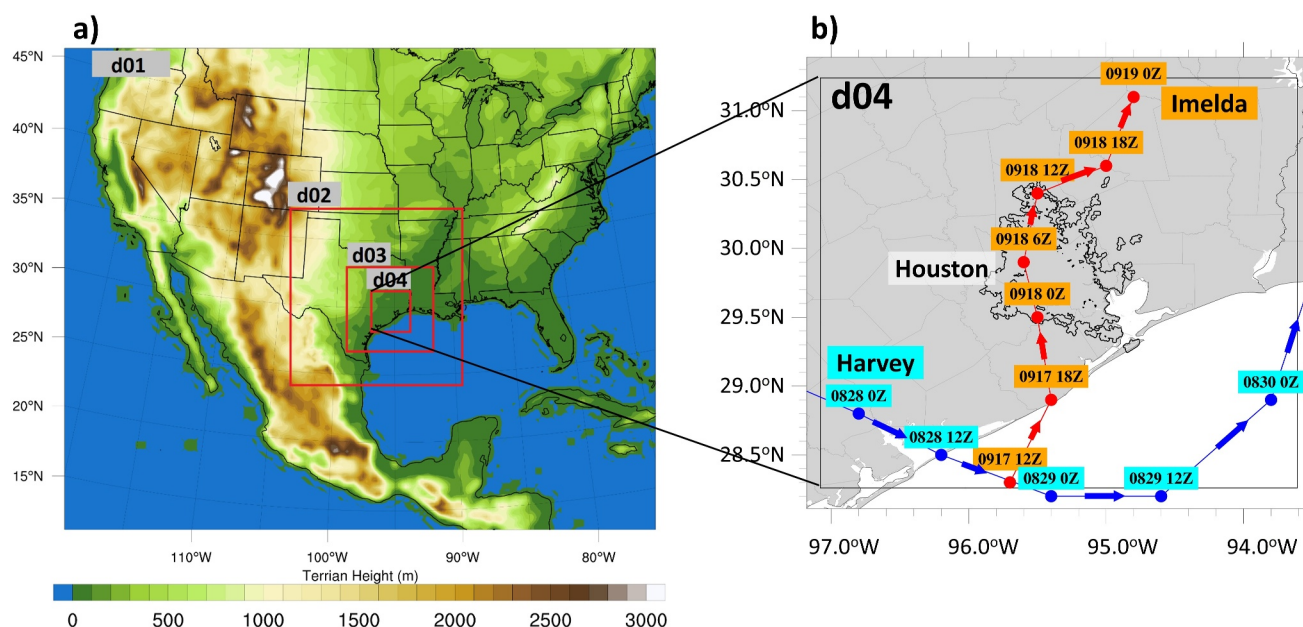 a)
d01
d02
d03
d04
45°N
40°N
35°N
30°N
25°N
20°N
15°N
110°W
100°W
90°W
80°W
Terrian Height (m)
0
500
1000
1500
2000
2500
3000
b)
d04
0919 0Z
Imelda
0918 18Z
0918 12Z
0918 6Z
Houston
0918 0Z
0917 18Z
Harvey
0828 0Z
0830 0Z
0828 12Z
0917 12Z
0829 0Z
0829 12Z
31.0°N
30.5°N
30.0°N
29.5°N
29.0°N
28.5°N
97.0°W
96.0°W
95.0°W
94.0°W